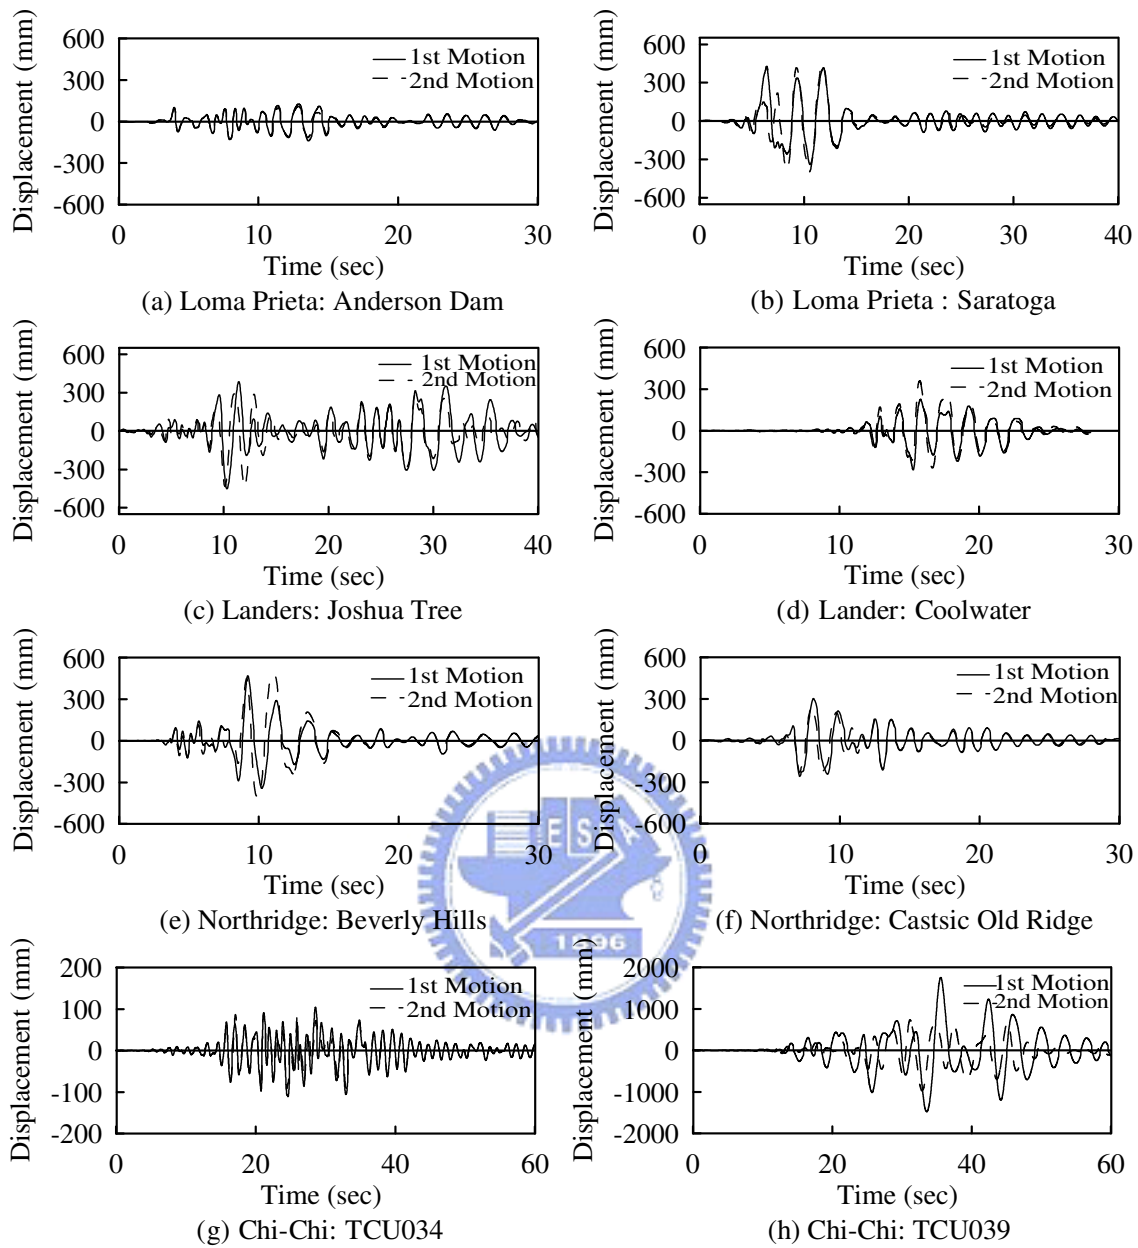 Displacement (mm)
600
300
0
-300
-600
1st Motion
2nd Motion
0 10 20 30
Time (sec)
(a) Loma Prieta: Anderson Dam
Displacement (mm)
600
300
0
-300
-600
1st Motion
2nd Motion
0 10 20 30 40
Time (sec)
(b) Loma Prieta : Saratoga
Displacement (mm)
600
300
0
-300
-600
1st Motion
2nd Motion
0 10 20 30 40
Time (sec)
(c) Landers: Joshua Tree
Displacement (mm)
600
300
0
-300
-600
1st Motion
2nd Motion
0 10 20 30
Time (sec)
(d) Lander: Coolwater
Displacement (mm)
600
300
0
-300
-600
1st Motion
2nd Motion
0 10 20 30
Time (sec)
(e) Northridge: Beverly Hills
Displacement (mm)
600
300
0
-300
-600
1st Motion
2nd Motion
0 10 20 30
Time (sec)
(f) Northridge: Castsic Old Ridge
ESA
1896
Displacement (mm)
200
100
0
-100
-200
1st Motion
2nd Motion
0 20 40 60
Time (sec)
(g) Chi-Chi: TCU034
Displacement (mm)
2000
1000
0
-1000
-2000
1st Motion
2nd Motion
0 20 40 60
Time (sec)
(h) Chi-Chi: TCU039